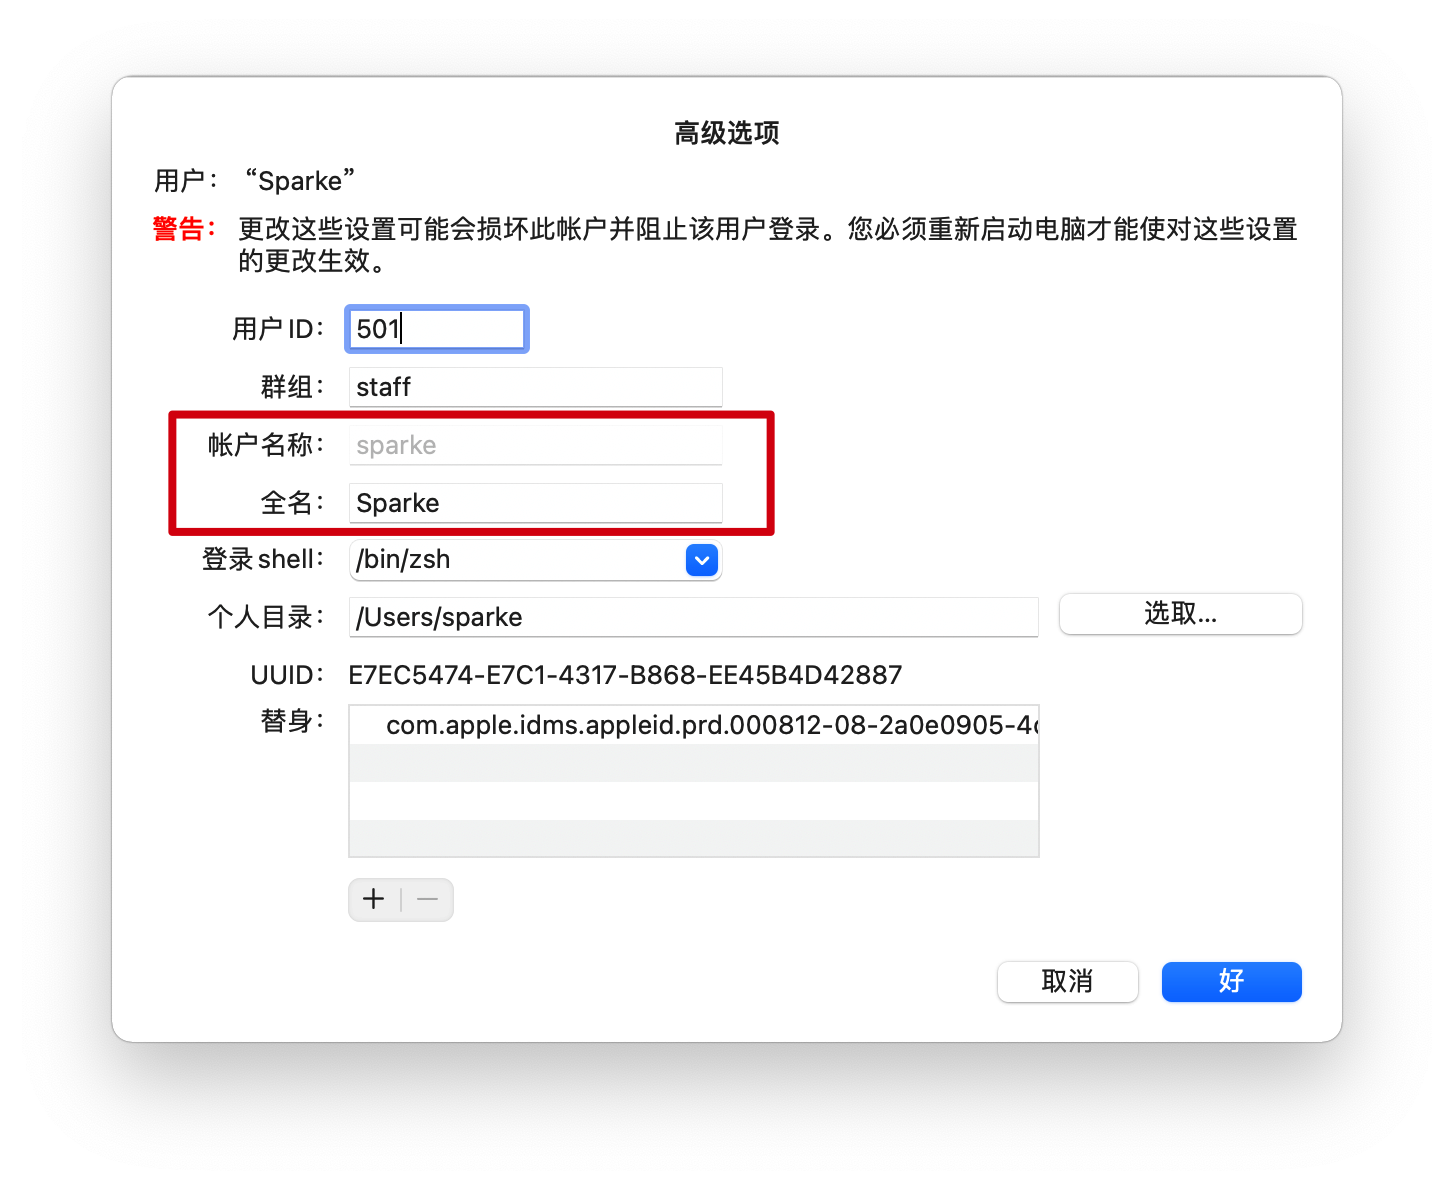 高级选项
用户： “Sparke”
警告： 更改这些设置可能会损坏此帐户并阻止该用户登录。您必须重新启动电脑才能使对这些设置
的更改生效。
用户 ID： 501
群组： staff
帐户名称： sparke
全名： Sparke
登录 shell： /bin/zsh
个人目录： /Users/sparke 选取...
UUID： E7EC5474-E7C1-4317-B868-EE45B4D42887
替身： com.apple.idms.appleid.prd.000812-08-2a0e0905-4
取消 好